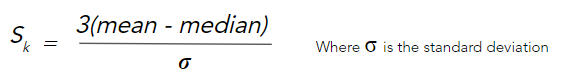 S_k = 3(mean - median) / σ
Where σ is the standard deviation